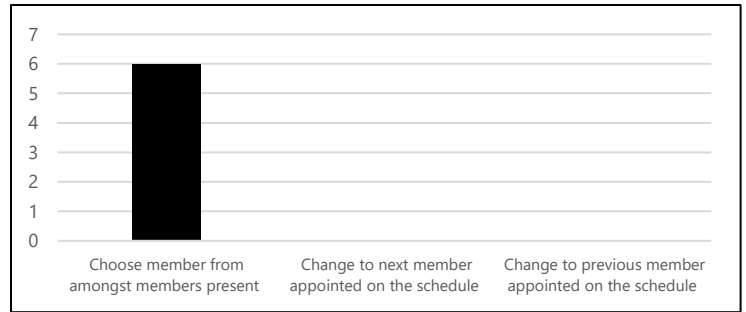 7
6
5
4
3
2
1
0
Choose member from
amongst members present
Change to next member
appointed on the schedule
Change to previous member
appointed on the schedule